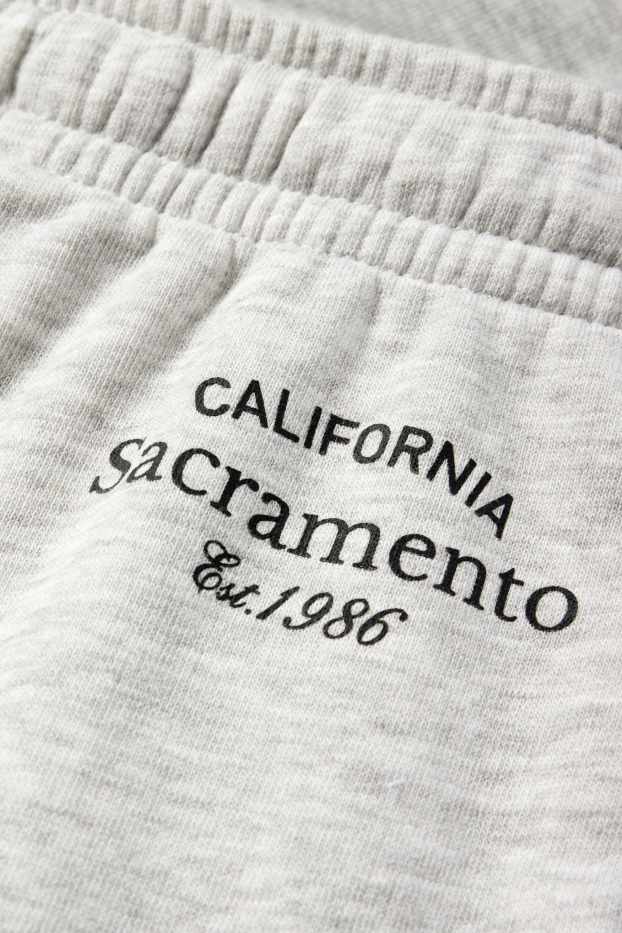 CALIFORNIA
sacramento
Est. 1986